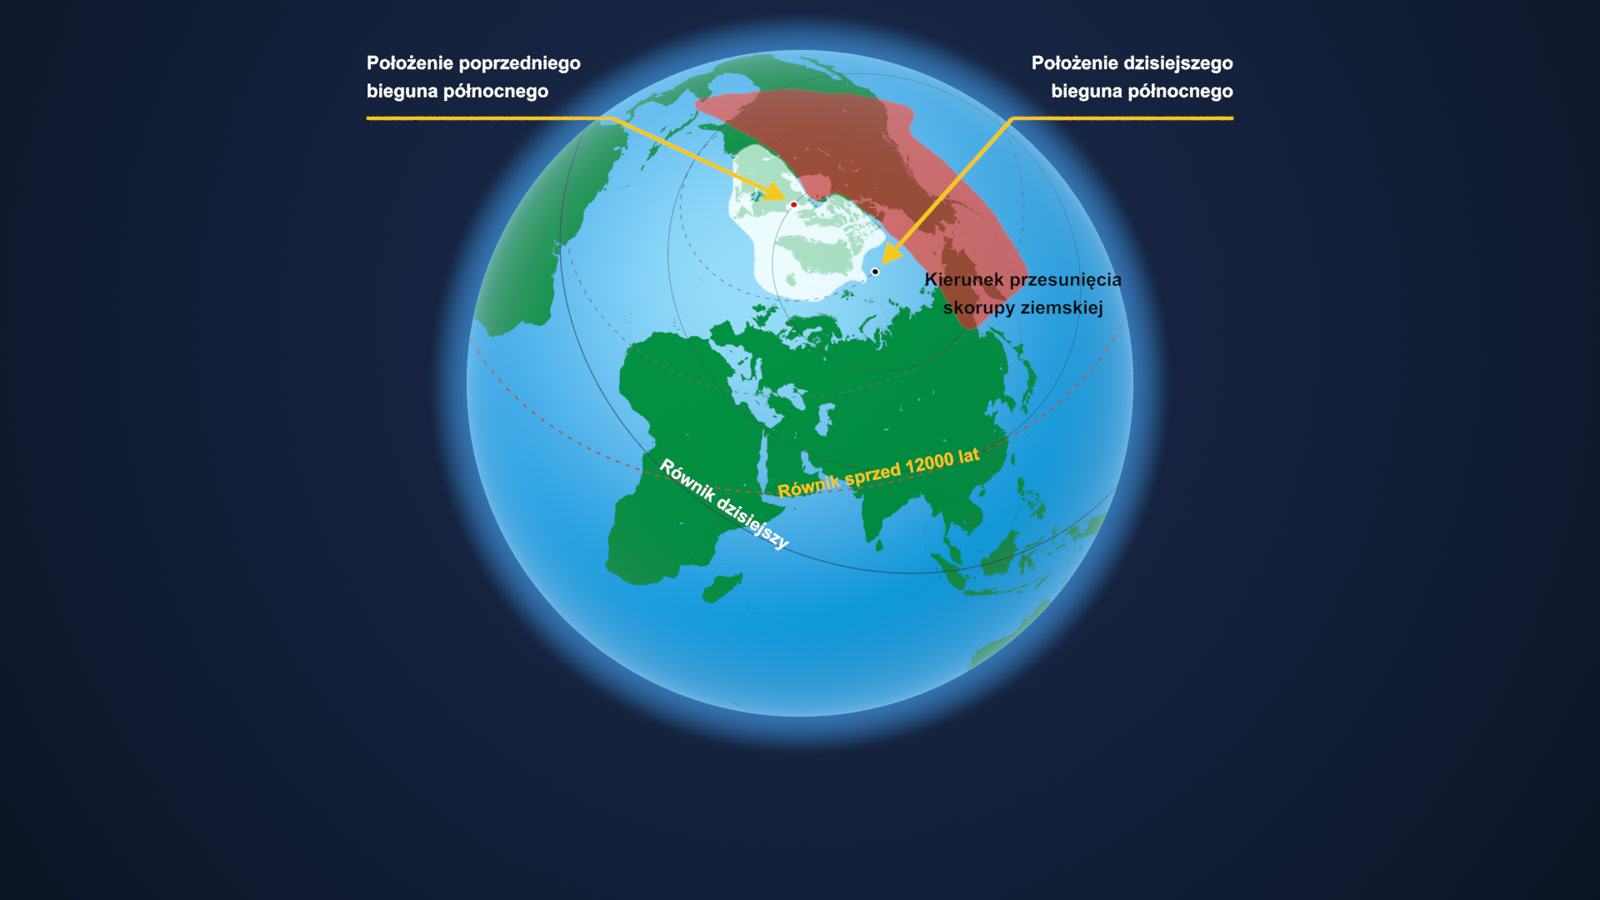 Położenie poprzedniego
bieguna północnego
Położenie dzisiejszego
bieguna północnego
Kierunek przesunięcia
skorupy ziemskiej
Równik sprzed 12000 lat
Równik dzisiejszy